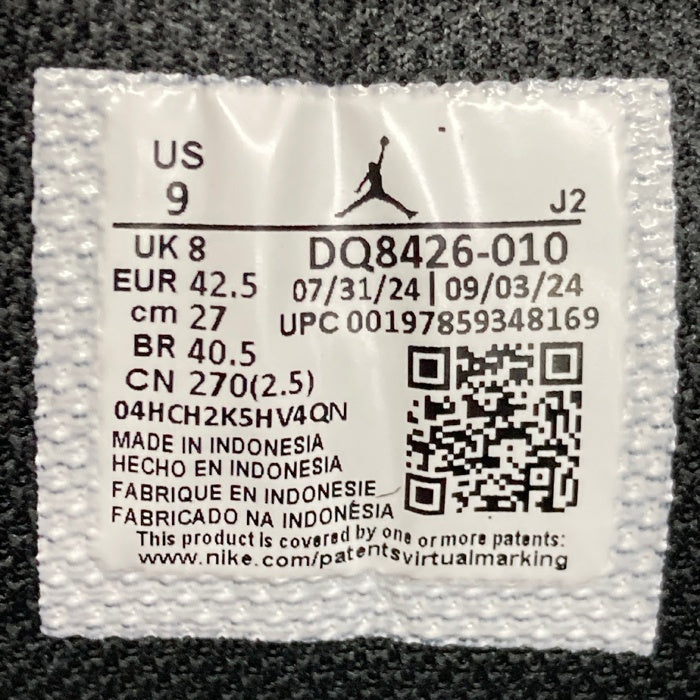 US
9
J2
UK 8
EUR 42.5
cm 27
BR 40.5
CN 270(2.5)
DQ8426-010
07/31/24 | 09/03/24
UPC 00197859348169
04HCH2K5HV4QN
MADE IN INDONESIA
HECHO EN INDONESIA
FABRIQUE EN INDONESIE
FABRICADO NA INDONÉSIA
This product is covered by one or more patents:
www.nike.com/patentsvirtualmarking